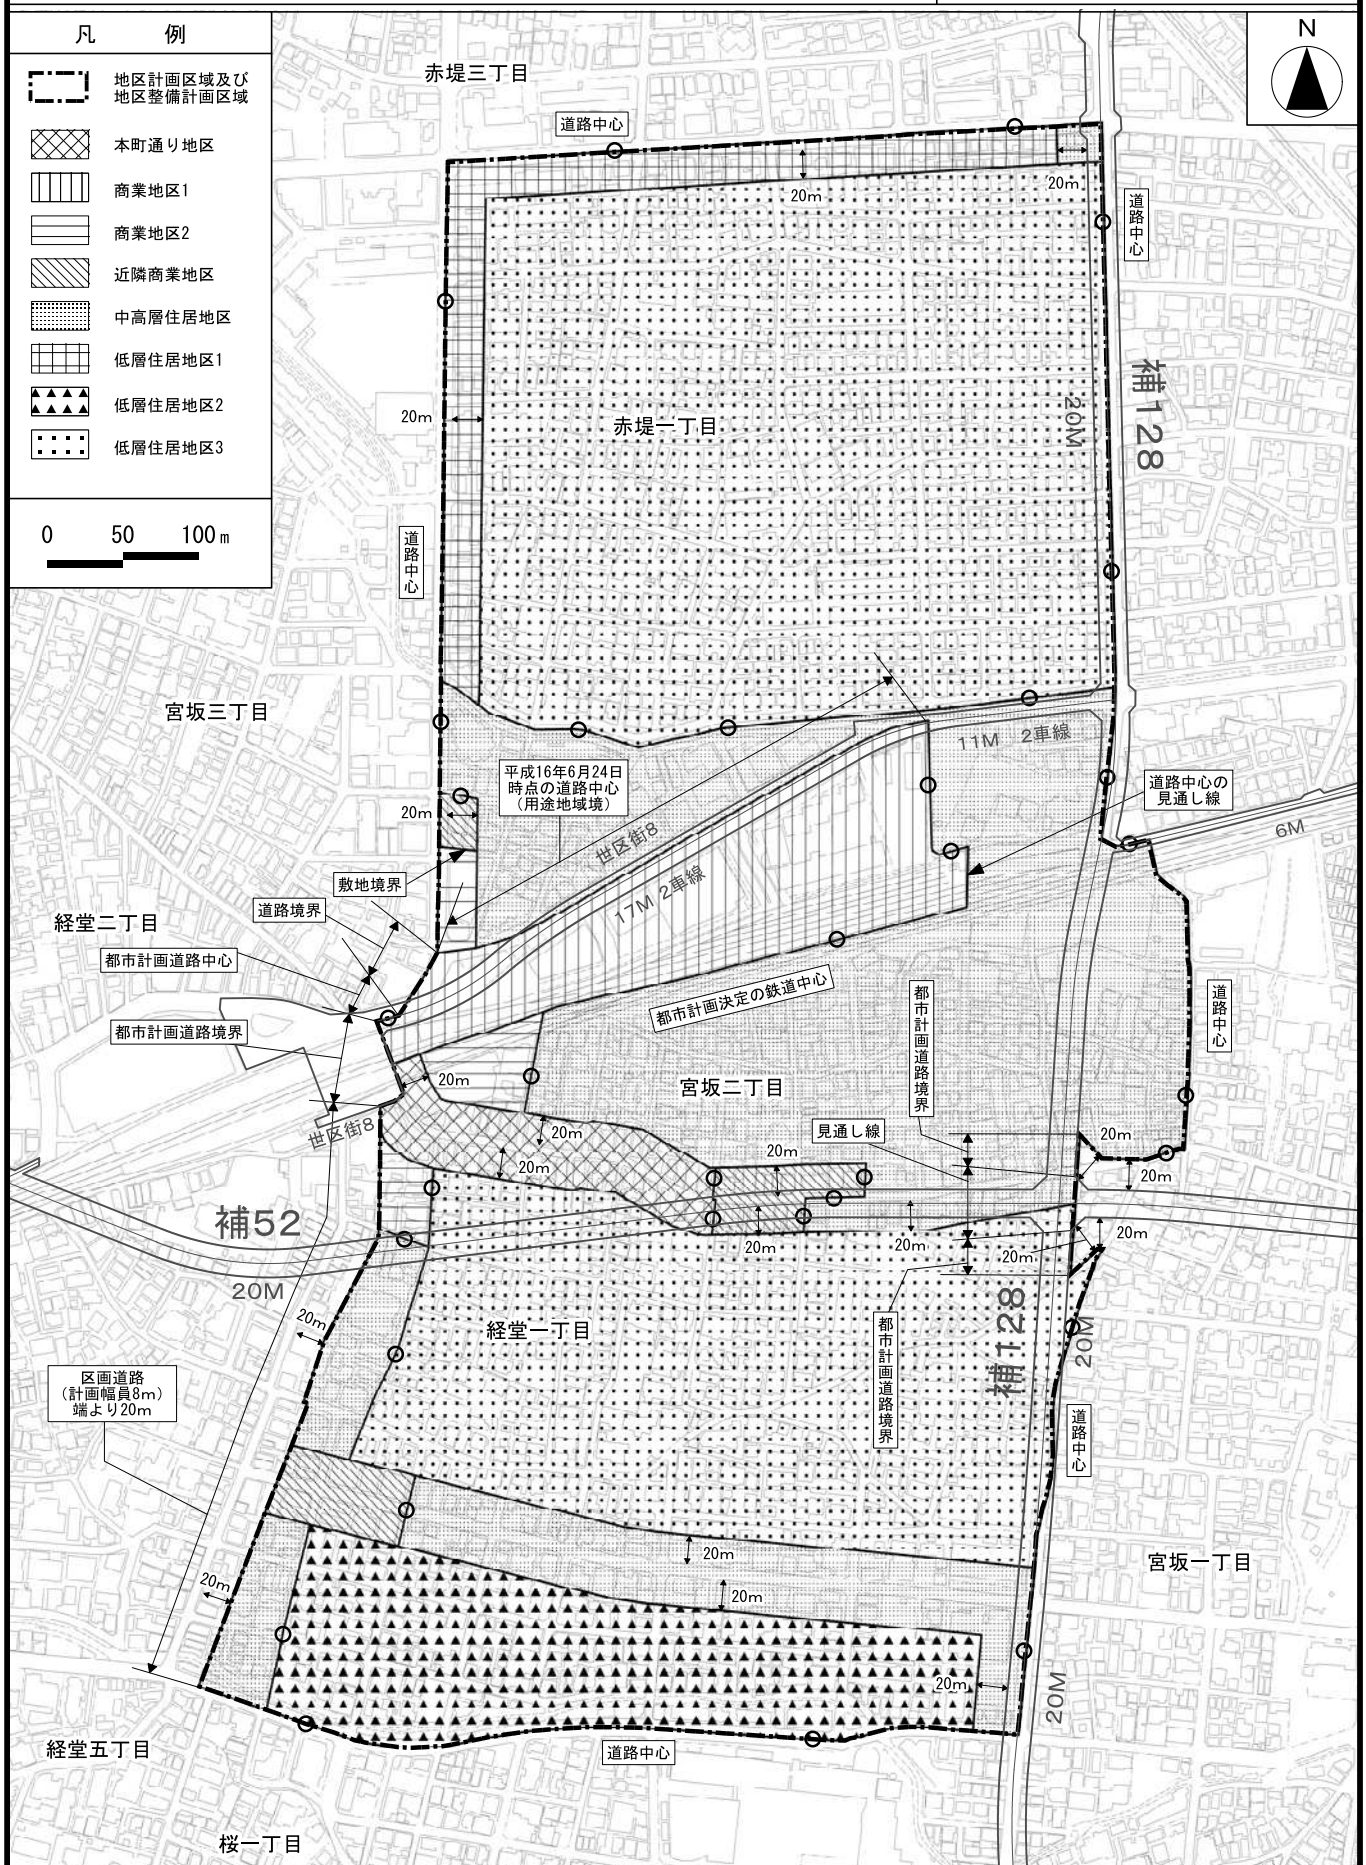 凡 例
地区計画区域及び
地区整備計画区域
本町通り地区
商業地区1
商業地区2
近隣商業地区
中高層住居地区
低層住居地区1
低層住居地区2
低層住居地区3
0 50 100m
N
赤堤三丁目
道路中心
20m
20m
道路中心
補128
20M
20m
赤堤一丁目
道路中心
宮坂三丁目
11M 2車線
平成16年6月24日
時点の道路中心
(用途地域境)
20m
道路中心の
見通し線
6M
世区街8
17M 2車線
敷地境界
道路境界
経堂二丁目
都市計画道路中心
都市計画決定の鉄道中心
都市計画道路境界
道路中心
都市計画道路境界
20m
宮坂二丁目
世区街8
20m
見通し線
20m
20m
20m
20m
補52
20m
20m
20m
20m
20M
20m
経堂一丁目
都市計画道路境界
補128
20M
区画道路
(計画幅員8m)
端より20m
道路中心
20m
宮坂一丁目
20m
20m
20m
20M
経堂五丁目
道路中心
桜一丁目